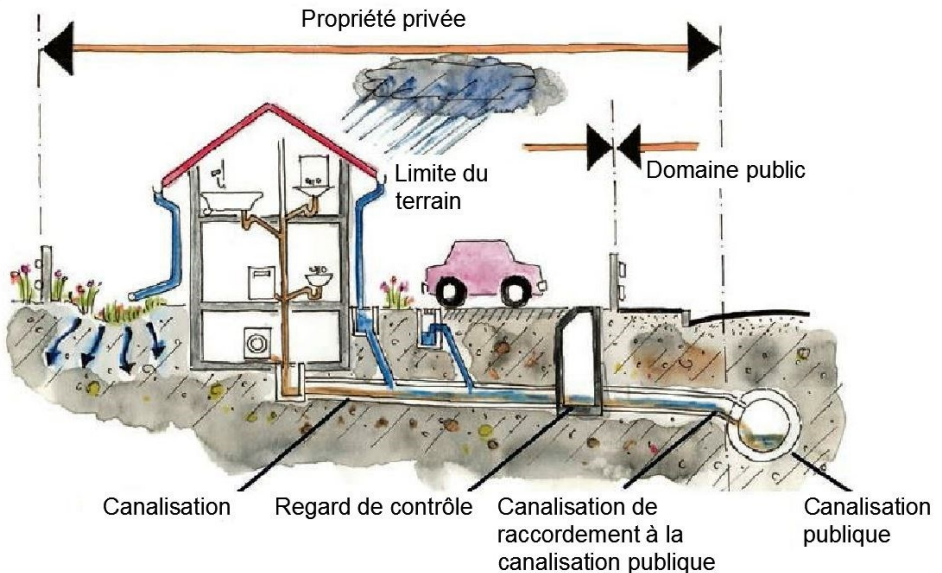 Propriété privée
Limite du
terrain
Domaine public
Canalisation
Regard de contrôle
Canalisation de
raccordement à la
canalisation publique
Canalisation
publique